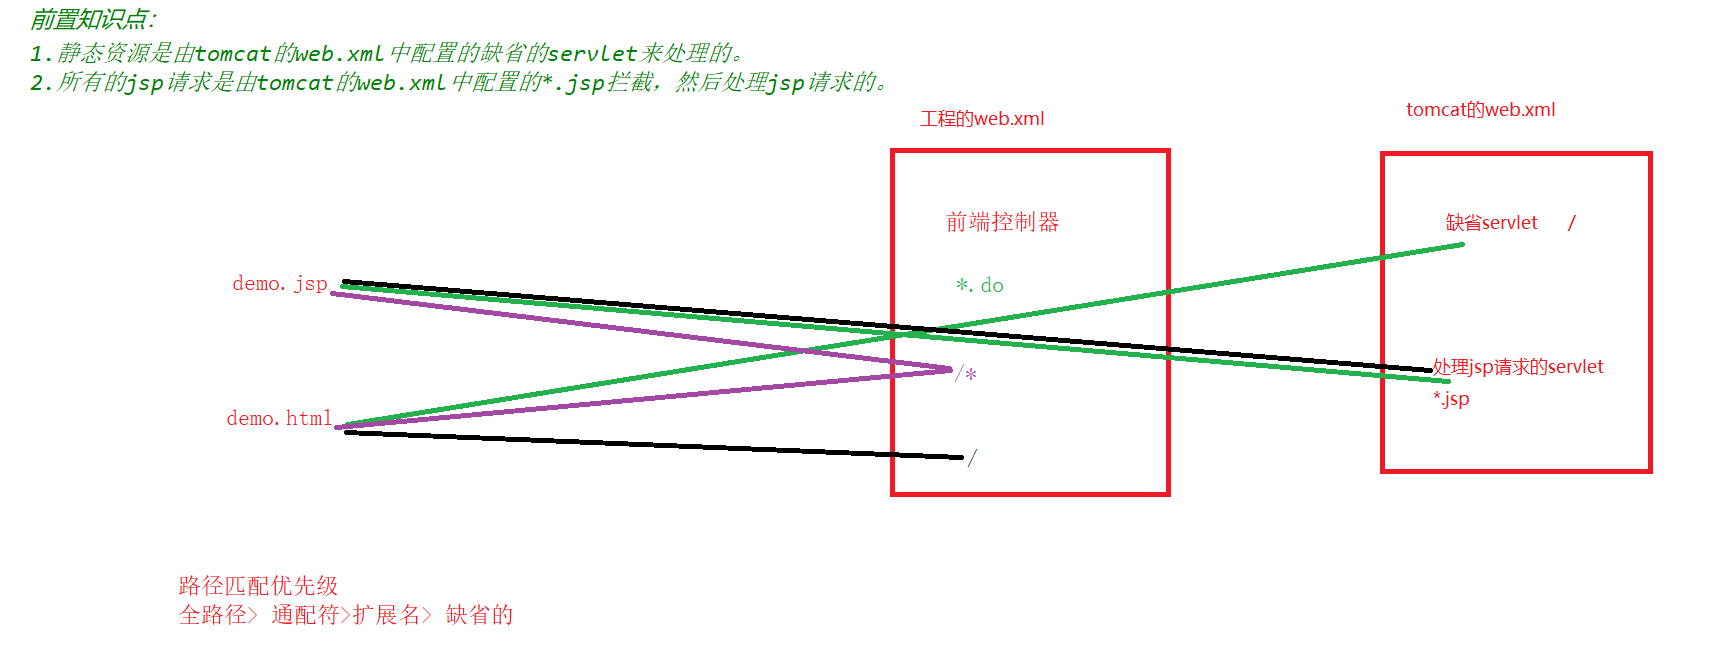 前置知识点：
1.静态资源是由tomcat的web.xml中配置的缺省的servlet来处理的。
2.所有的jsp请求是由tomcat的web.xml中配置的*.jsp拦截，然后处理jsp请求的。
工程的web.xml
tomcat的web.xml
前端控制器
缺省servlet /
demo.jsp
*.do
处理jsp请求的servlet
*.jsp
/*
demo.html
/
路径匹配优先级
全路径> 通配符>扩展名> 缺省的